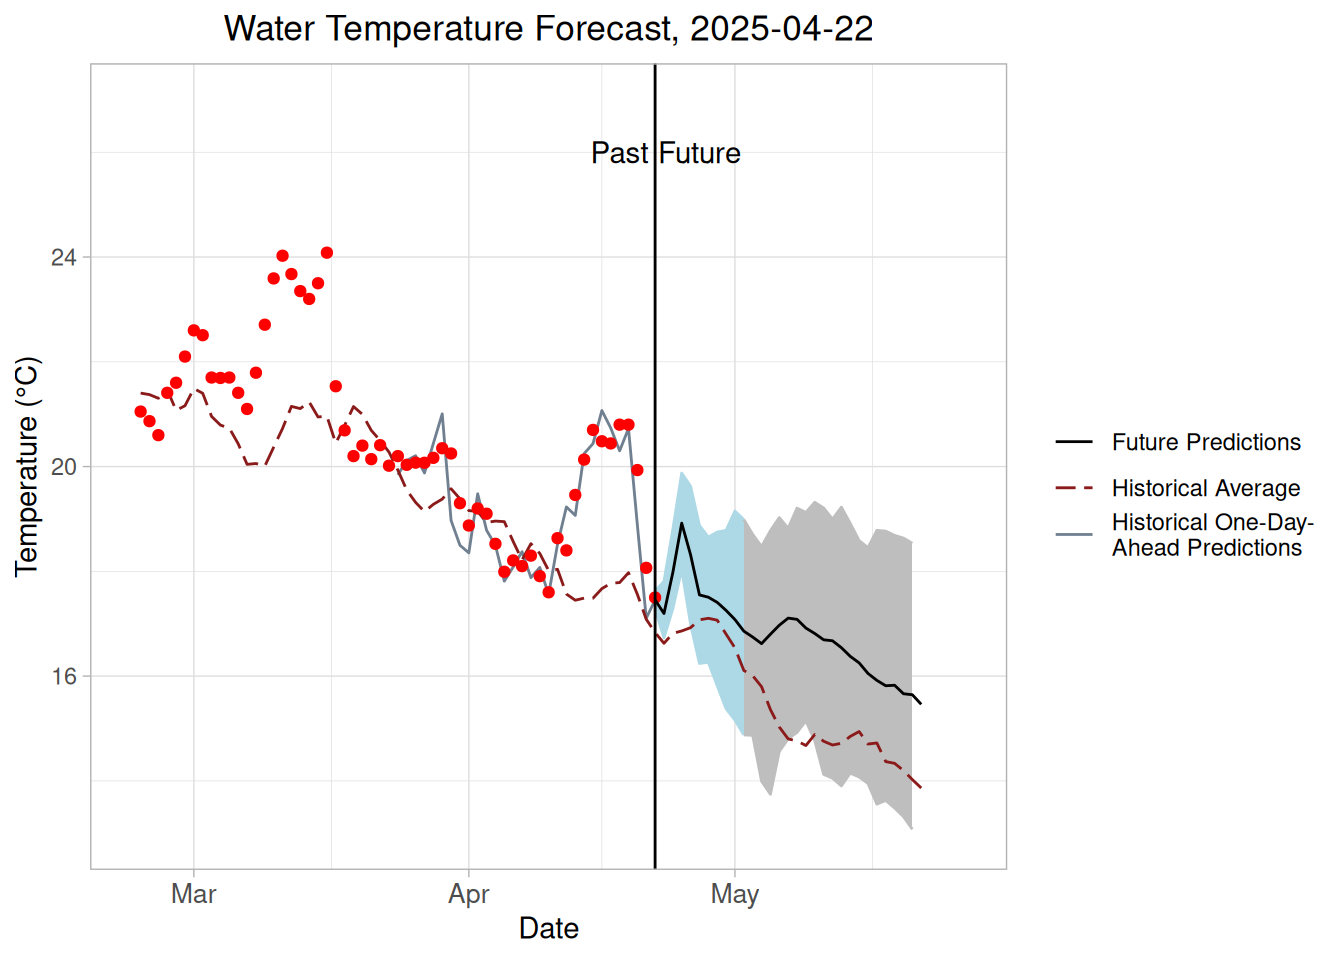 Water Temperature Forecast, 2025-04-22
Past Future
24
20
16
Temperature (°C)
Mar Apr May
Date
Future Predictions
Historical Average
Historical One-Day-
Ahead Predictions